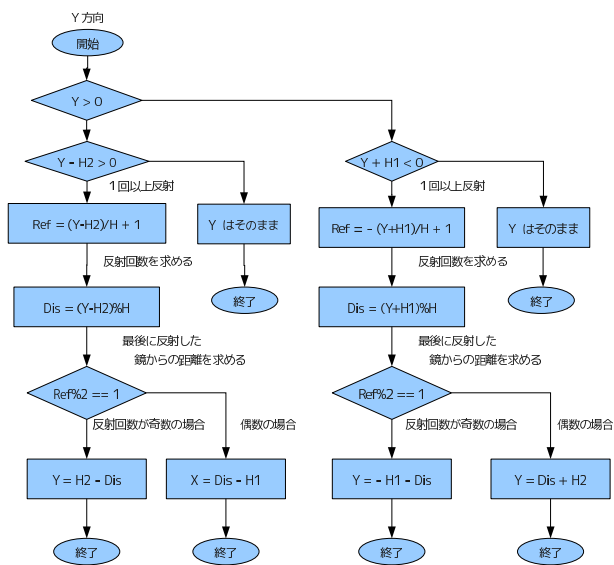 Y 方向
開始
Y > 0
Y - H2 > 0
Y + H1 < 0
1回以上反射
1回以上反射
Ref = (Y-H2)/H + 1
Y はそのまま
Ref = - (Y+H1)/H + 1
Y はそのまま
反射回数を求める
反射回数を求める
Dis = (Y-H2)%H
終了
Dis = (Y+H1)%H
終了
最後に反射した
鏡からの距離を求める
最後に反射した
鏡からの距離を求める
Ref%2 == 1
Ref%2 == 1
反射回数が奇数の場合
偶数の場合
反射回数が奇数の場合
偶数の場合
Y = H2 - Dis
X = Dis - H1
Y = - H1 - Dis
Y = Dis + H2
終了
終了
終了
終了